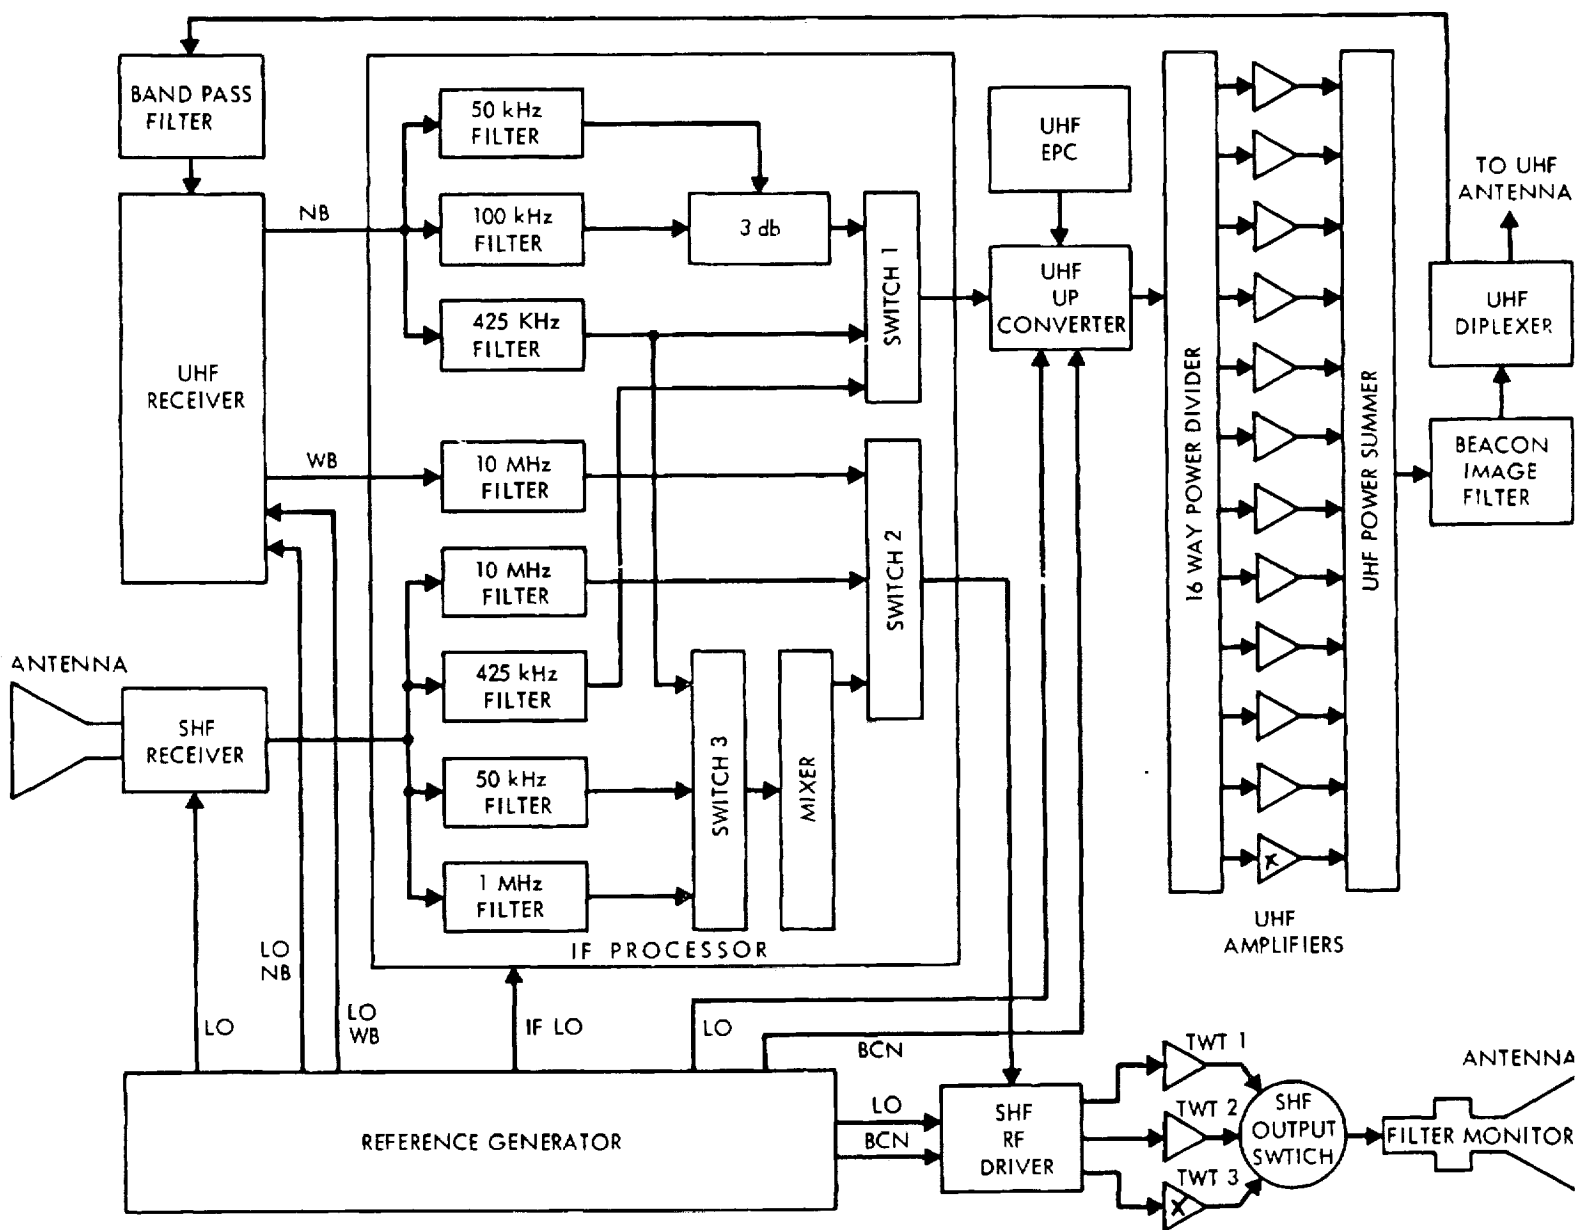 BAND PASS
FILTER
50 kHz
FILTER
UHF
EPC
TO UHF
ANTENNA
NB
100 kHz
FILTER
3 db
SWITCH 1
UHF
UP
CONVERTER
UHF
DIPLEXER
425 KHz
FILTER
UHF
RECEIVER
16 WAY POWER DIVIDER
UHF POWER SUMMER
WB
10 MHz
FILTER
BEACON
IMAGE
FILTER
SWITCH 2
10 MHz
FILTER
ANTENNA
SHF
RECEIVER
425 kHz
FILTER
50 kHz
FILTER
SWITCH 3
MIXER
1 MHz
FILTER
X
IF PROCESSOR
UHF
AMPLIFIERS
LO
LO
NB
LO
WB
IF LO
LO
BCN
REFERENCE GENERATOR
LO
BCN
SHF
RF
DRIVER
TWT 1
TWT 2
TWT 3
X
SHF
OUTPUT
SWTICH
ANTENNA
FILTER MONITOR